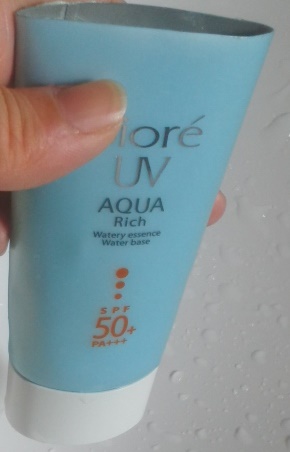 ioré
UV
AQUA
Rich
Watery essence
Water base
SPF
50+
PA+++